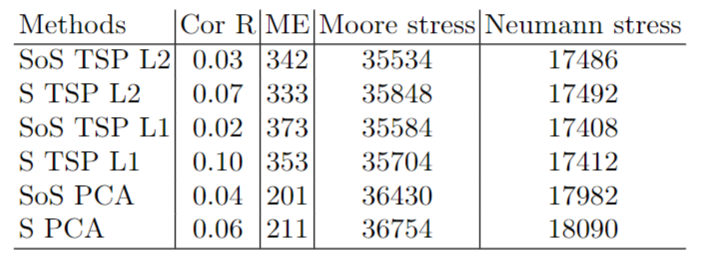 Methods Cor R ME Moore stress Neumann stress
SoS TSP L2 0.03 342 35534 17486
S TSP L2 0.07 333 35848 17492
SoS TSP L1 0.02 373 35584 17408
S TSP L1 0.10 353 35704 17412
SoS PCA 0.04 201 36430 17982
S PCA 0.06 211 36754 18090